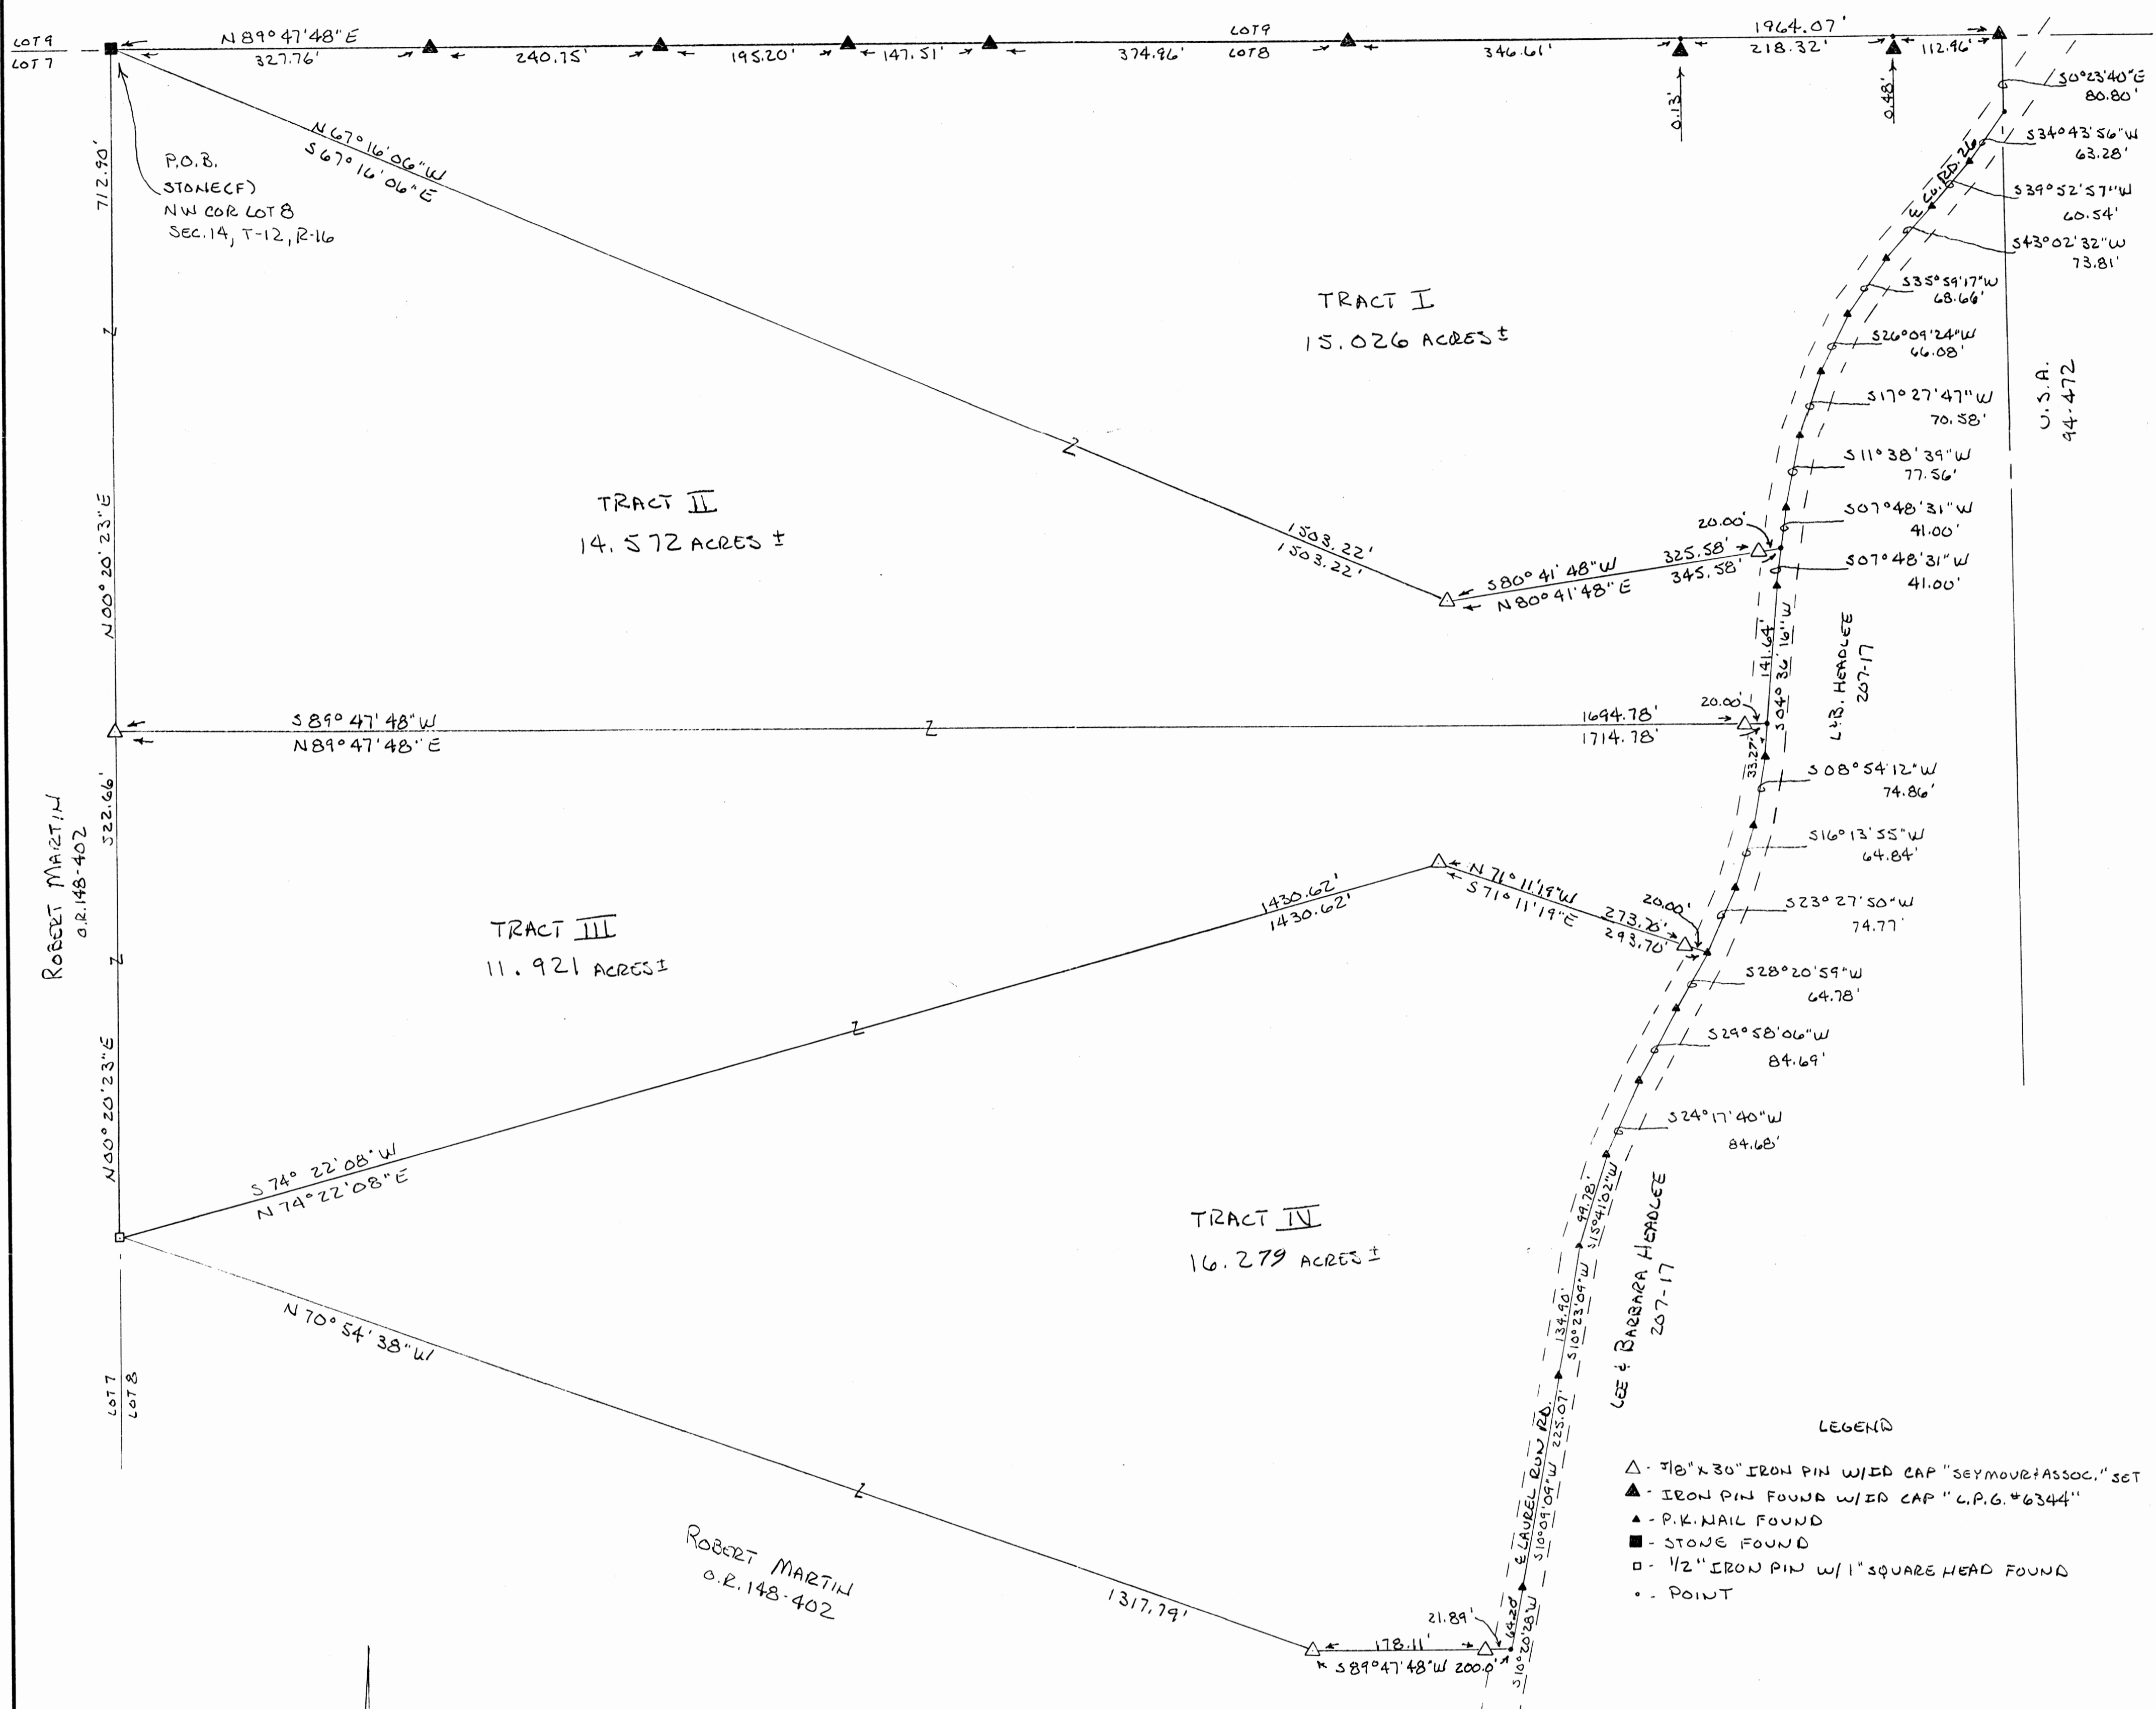 LOT 9
LOT 7
N 89° 47' 48" E
327.76'
240.75'
195.20'
147.51'
374.96'
LOT 9
LOT 8
346.61'
1964.07'
218.32'
112.96'
0.13'
0.48'
S 0° 23' 40" E
80.80'
S 34° 43' 56" W
63.28'
S 39° 52' 57" W
60.54'
S 43° 02' 32" W
73.81'
S 35° 59' 17" W
68.66'
S 26° 09' 24" W
66.08'
S 17° 27' 47" W
70.58'
S 11° 38' 39" W
77.56'
S 07° 48' 31" W
41.00'
S 07° 48' 31" W
41.00'
℄ CO. RD. 26
U.S.A.
94-472
P.O.B.
STONE (F)
NW COR LOT 8
SEC. 14, T-12, R-16
712.90'
N 00° 20' 23" E
N 67° 16' 06" W
S 67° 16' 06" E
1503.22'
1503.22'
TRACT I
15.026 ACRES ±
TRACT II
14.572 ACRES ±
S 80° 41' 48" W
N 80° 41' 48" E
325.58'
345.58'
20.00'
141.64'
S 04° 36' 16" W
L & B. HEADLEE
207-17
S 89° 47' 48" W
N 89° 47' 48" E
1694.78'
1714.78'
20.00'
33.27'
S 08° 54' 12" W
74.86'
S 16° 13' 55" W
64.84'
S 23° 27' 50" W
74.77'
S 28° 20' 59" W
64.78'
S 29° 58' 06" W
84.69'
S 24° 17' 40" W
84.68'
ROBERT MARTIN
O.R. 148-402
522.66'
N 00° 20' 23" E
TRACT III
11.921 ACRES ±
1430.62'
1430.62'
N 71° 11' 19" W
S 71° 11' 19" E
273.70'
293.70'
20.00'
S 74° 22' 08" W
N 74° 22' 08" E
TRACT IV
16.279 ACRES ±
99.78'
S 15° 41' 02" W
134.90'
S 10° 23' 09" W
225.07'
S 10° 09' 09" W
℄ LAUREL RUN RD.
64.20'
S 10° 20' 28" W
LEE & BARBARA HEADLEE
207-17
LOT 7
LOT 8
N 70° 54' 38" W
1317.79'
ROBERT MARTIN
O.R. 148-402
21.89'
178.11'
S 89° 47' 48" W 200.0'
LEGEND
△ - 5/8" X 30" IRON PIN W/ID CAP "SEYMOUR & ASSOC." SET
▲ - IRON PIN FOUND W/ID CAP "C.P.G. #6344"
▲ - P.K. NAIL FOUND
■ - STONE FOUND
□ - 1/2" IRON PIN W/ 1" SQUARE HEAD FOUND
• - POINT